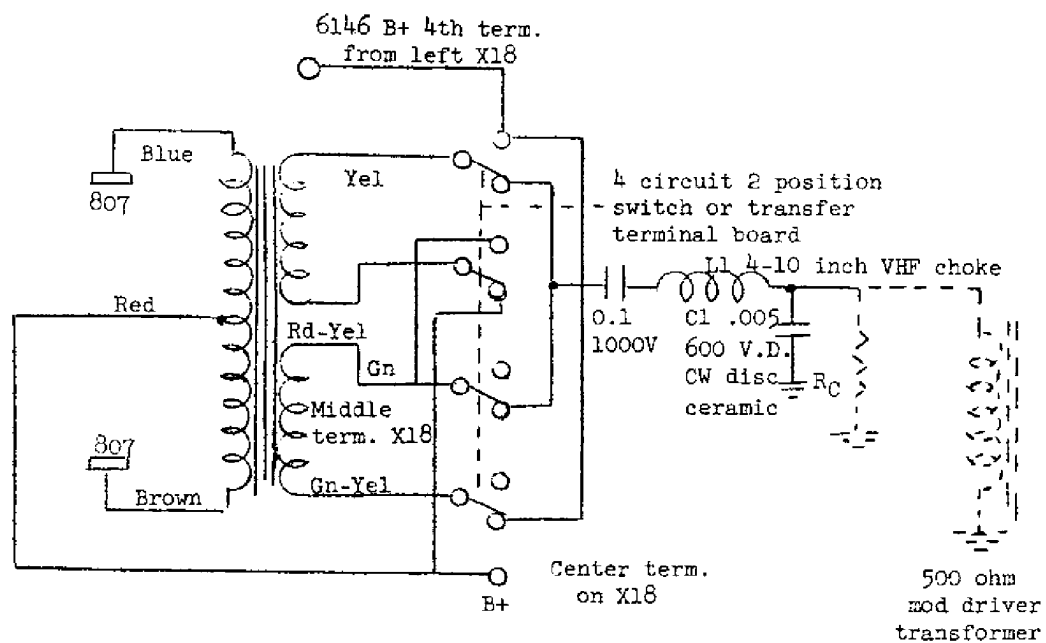 6146 B+ 4th term.
from left X18
Blue
807
Yel
4 circuit 2 position
switch or transfer
terminal board
L1 4-10 inch VHF choke
Red
Rd-Yel
0.1
1000V
C1 .005
600 V.D.
CW disc
ceramic
RC
Gn
Middle
term. X18
807
Gn-Yel
Brown
Center term.
on X18
B+
500 ohm
mod driver
transformer